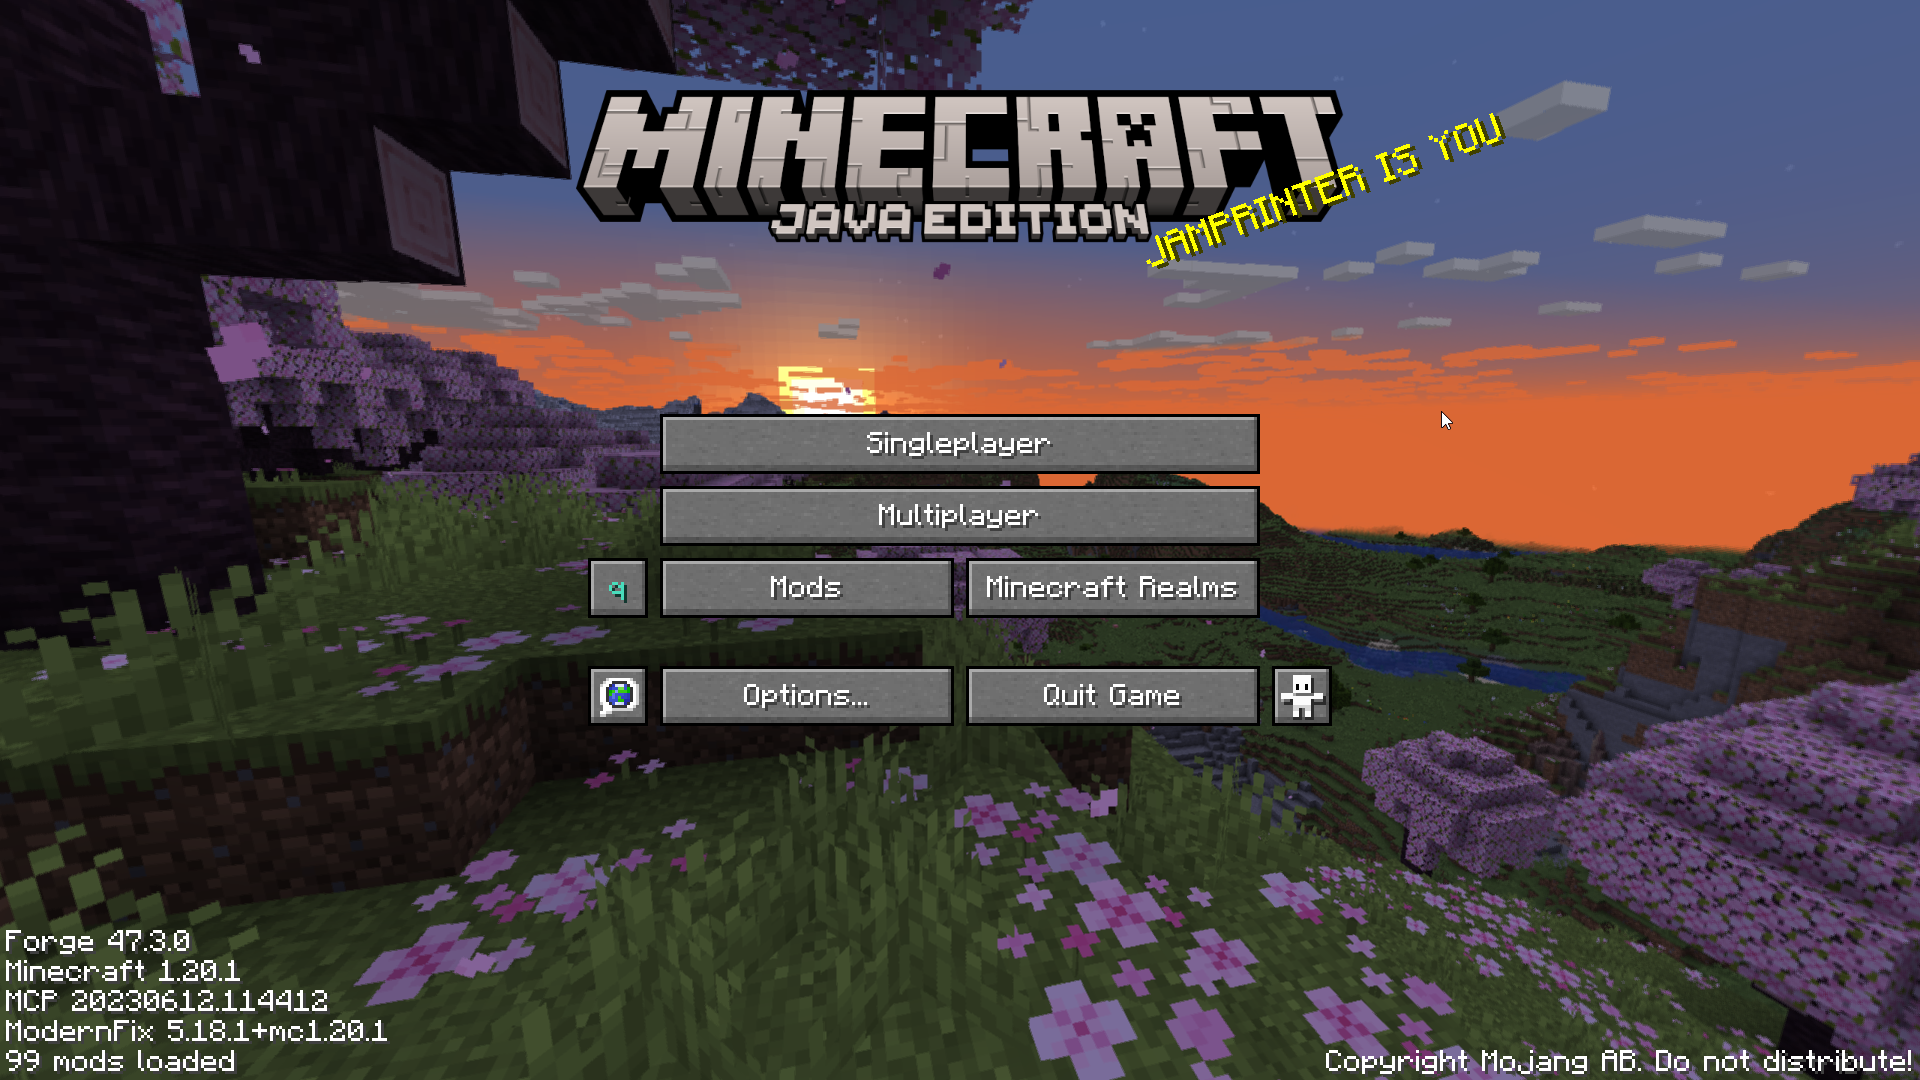 MINECRAFT
JAVA EDITION
JAMPAINTER IS YOU
Singleplayer
Multiplayer
q
Mods
Minecraft Realms
Options...
Quit Game
Forge 47.3.0
Minecraft 1.20.1
MCP 20230612.114412
ModernFix 5.18.1+mc1.20.1
99 mods loaded
Copyright Mojang AB. Do not distribute!